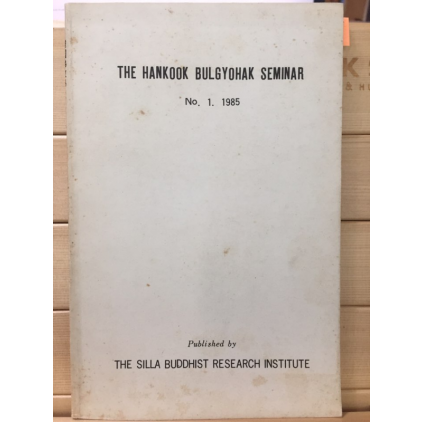 THE HANKOOK BULGYOHAK SEMINAR
No. 1. 1985
Published by
THE SILLA BUDDHIST RESEARCH INSTITUTE